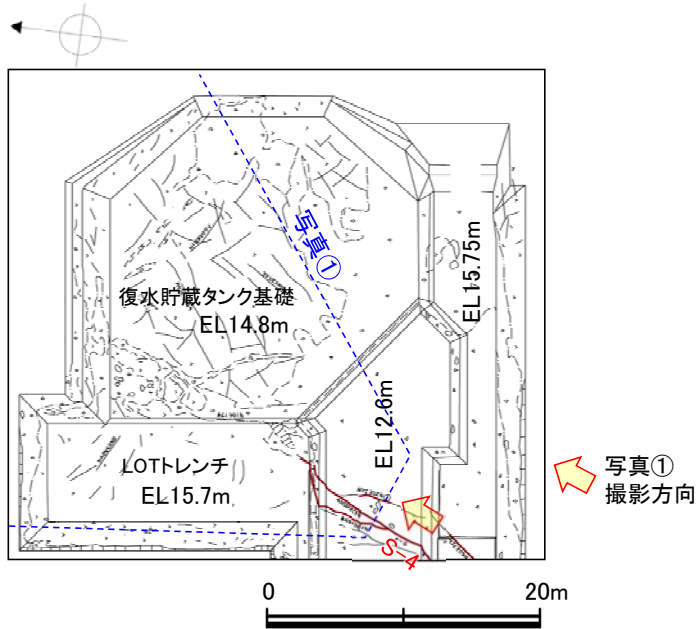 写真①
復水貯蔵タンク基礎
EL14.8m
EL15.75m
EL12.6m
LOTトレンチ
EL15.7m
S-4
写真①
撮影方向
0
20m